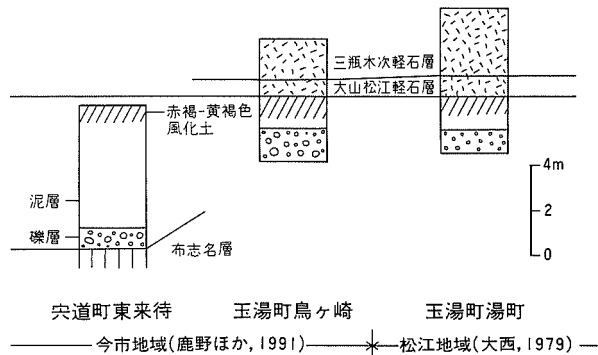 三瓶木次軽石層
大山松江軽石層
赤褐-黄褐色
風化土
泥層
礫層
布志名層
4m
2
0
宍道町東来待
玉湯町鳥ヶ崎
玉湯町湯町
今市地域(鹿野ほか,1991)
松江地域(大西,1979)